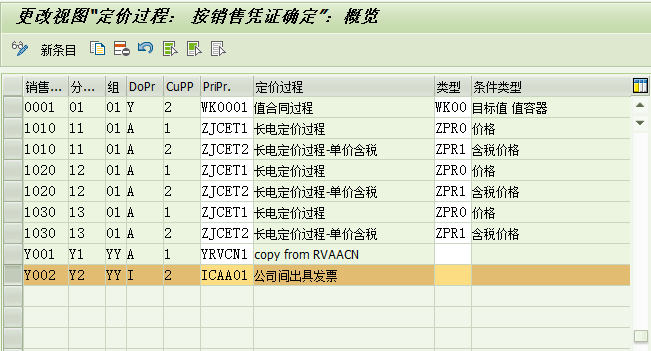 更改视图"定价过程： 按销售凭证确定"：概览
新条目
销售... 分... 组 DoPr CuPP PriPr. 定价过程 类型 条件类型
0001 01 01 Y 2 WK0001 值合同过程 WK00 目标值 值容器
1010 11 01 A 1 ZJCET1 长电定价过程 ZPR0 价格
1010 11 01 A 2 ZJCET2 长电定价过程-单价含税 ZPR1 含税价格
1020 12 01 A 1 ZJCET1 长电定价过程 ZPR0 价格
1020 12 01 A 2 ZJCET2 长电定价过程-单价含税 ZPR1 含税价格
1030 13 01 A 1 ZJCET1 长电定价过程 ZPR0 价格
1030 13 01 A 2 ZJCET2 长电定价过程-单价含税 ZPR1 含税价格
Y001 Y1 YY A 1 YRVCN1 copy from RVAACN
Y002 Y2 YY I 2 ICAA01 公司间出具发票